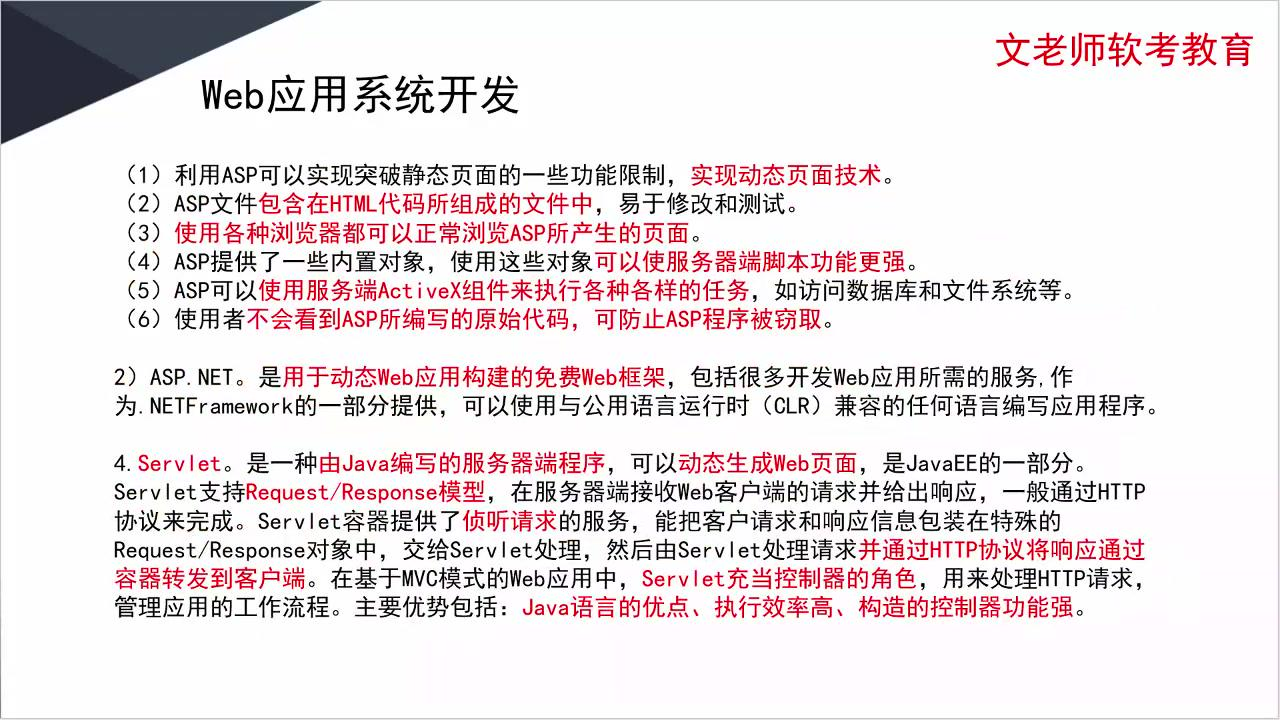 文老师软考教育
Web应用系统开发
（1）利用ASP可以实现突破静态页面的一些功能限制，实现动态页面技术。
（2）ASP文件包含在HTML代码所组成的文件中，易于修改和测试。
（3）使用各种浏览器都可以正常浏览ASP所产生的页面。
（4）ASP提供了一些内置对象，使用这些对象可以使服务器端脚本功能更强。
（5）ASP可以使用服务端ActiveX组件来执行各种各样的任务，如访问数据库和文件系统等。
（6）使用者不会看到ASP所编写的原始代码，可防止ASP程序被窃取。
2）ASP.NET。是用于动态Web应用构建的免费Web框架，包括很多开发Web应用所需的服务,作
为.NETFramework的一部分提供，可以使用与公用语言运行时（CLR）兼容的任何语言编写应用程序。
4.Servlet。是一种由Java编写的服务器端程序，可以动态生成Web页面，是JavaEE的一部分。
Servlet支持Request/Response模型，在服务器端接收Web客户端的请求并给出响应，一般通过HTTP
协议来完成。Servlet容器提供了侦听请求的服务，能把客户请求和响应信息包装在特殊的
Request/Response对象中，交给Servlet处理，然后由Servlet处理请求并通过HTTP协议将响应通过
容器转发到客户端。在基于MVC模式的Web应用中，Servlet充当控制器的角色，用来处理HTTP请求，
管理应用的工作流程。主要优势包括：Java语言的优点、执行效率高、构造的控制器功能强。